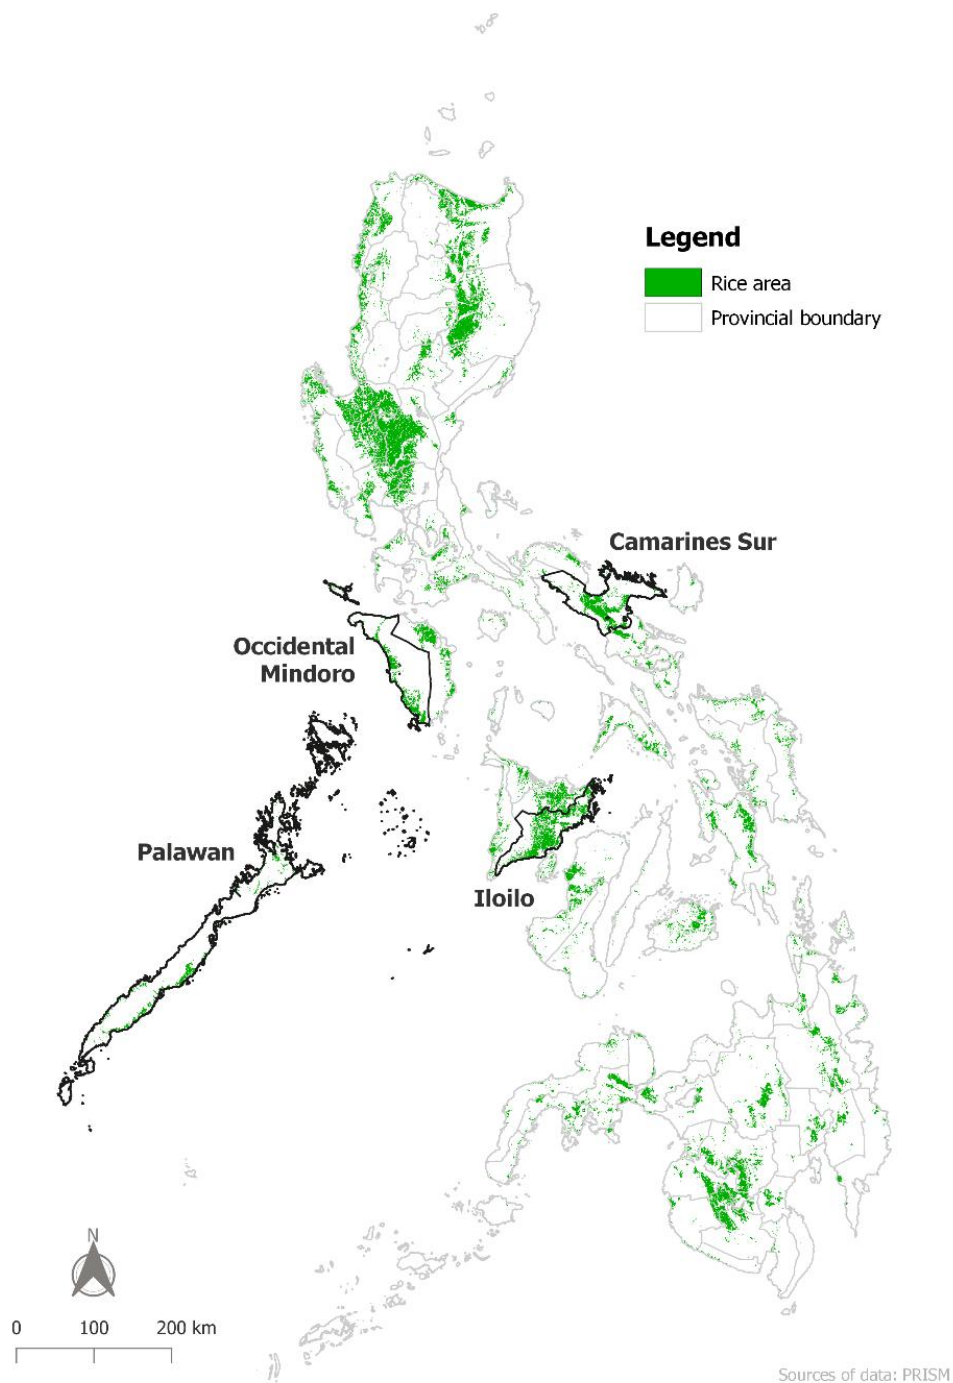 Legend
Rice area
Provincial boundary
Camarines Sur
Occidental
Mindoro
Palawan
Iloilo
N
0 100 200 km
Sources of data: PRISM